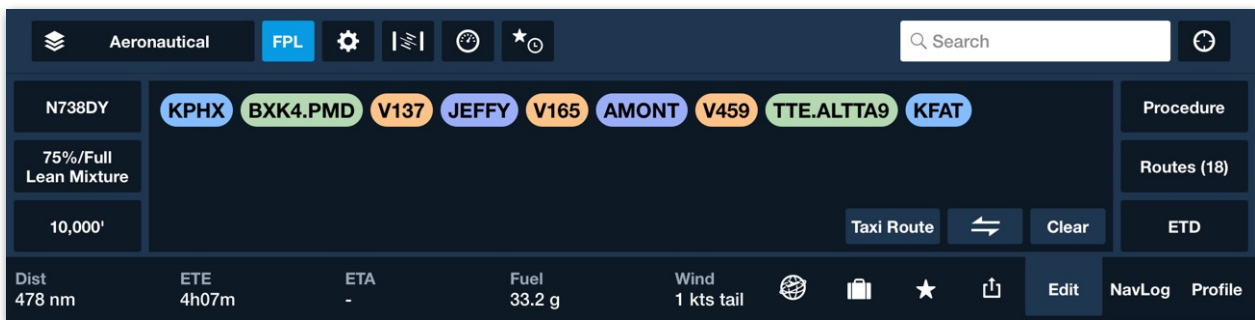 Aeronautical FPL Search
N738DY
75%/Full
Lean Mixture
10,000'
KPHX BXK4.PMD V137 JEFFY V165 AMONT V459 TTE.ALTTA9 KFAT
Taxi Route Clear
Procedure
Routes (18)
ETD
Dist ETE ETA Fuel Wind
478 nm 4h07m - 33.2 g 1 kts tail
Edit NavLog Profile